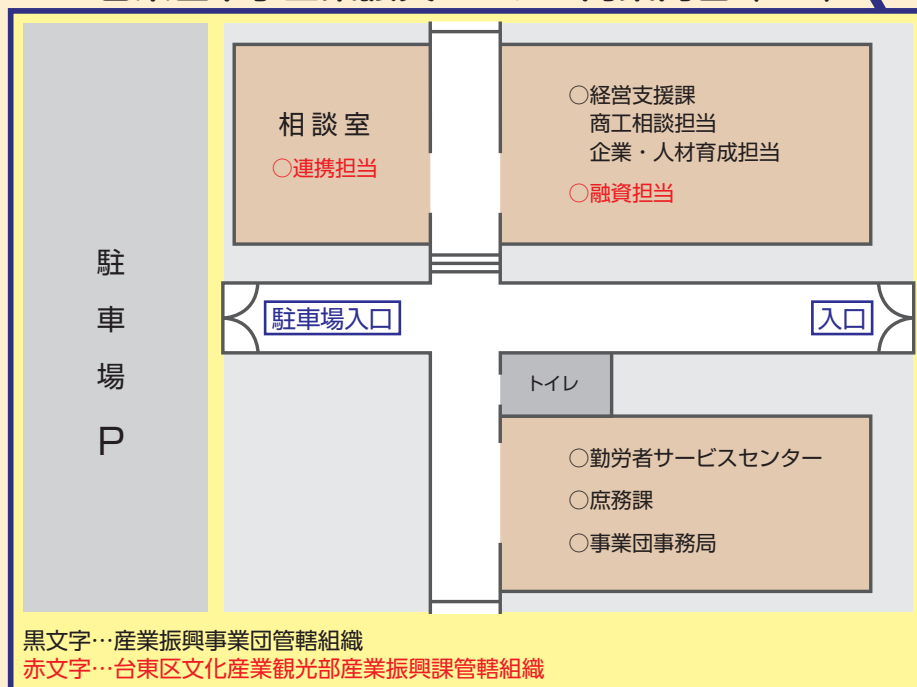 相談室
○連携担当
○経営支援課
商工相談担当
企業・人材育成担当
○融資担当
駐車場P
駐車場入口
入口
トイレ
○勤労者サービスセンター
○庶務課
○事業団事務局
黒文字…産業振興事業団管轄組織
赤文字…台東区文化産業観光部産業振興課管轄組織